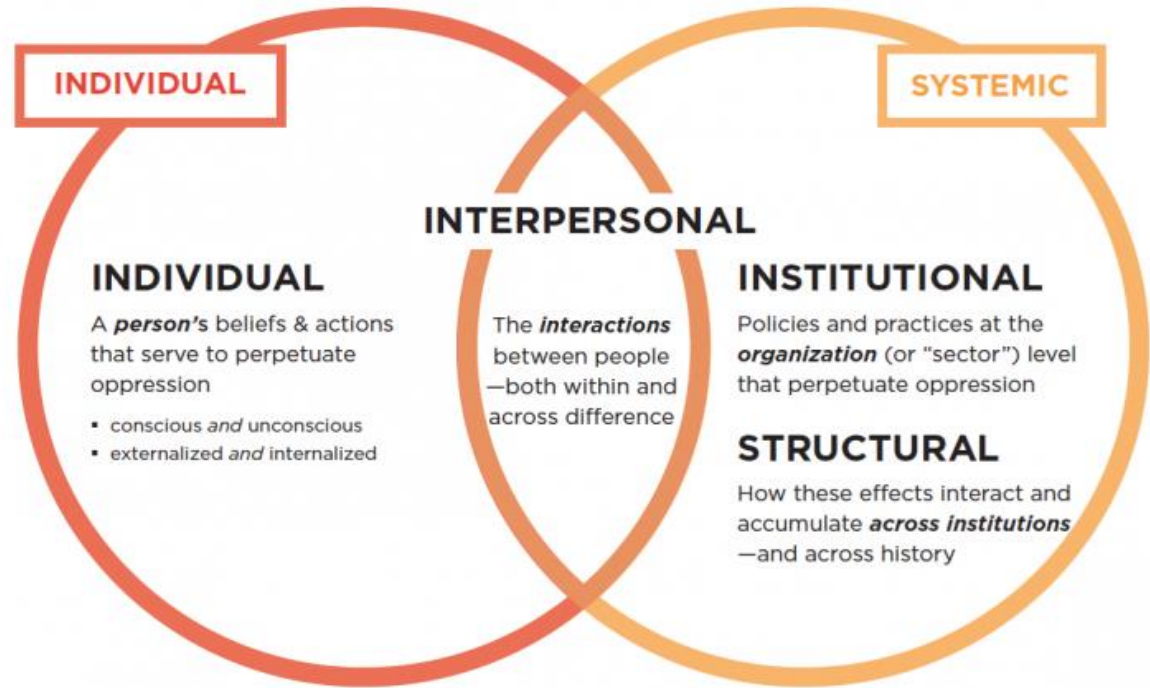 INDIVIDUAL
SYSTEMIC
INTERPERSONAL
INDIVIDUAL
A person's beliefs & actions
that serve to perpetuate
oppression
▪ conscious and unconscious
▪ externalized and internalized
The interactions
between people
—both within and
across difference
INSTITUTIONAL
Policies and practices at the
organization (or “sector”) level
that perpetuate oppression
STRUCTURAL
How these effects interact and
accumulate across institutions
—and across history